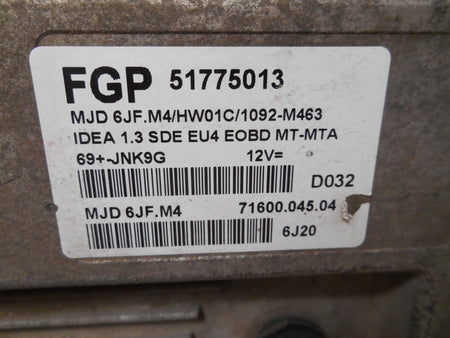 FGP 51775013
MJD 6JF.M4/HW01C/1092-M463
IDEA 1.3 SDE EU4 EOBD MT-MTA
69+-JNK9G 12V=
D032
MJD 6JF.M4 71600.045.04
6J20